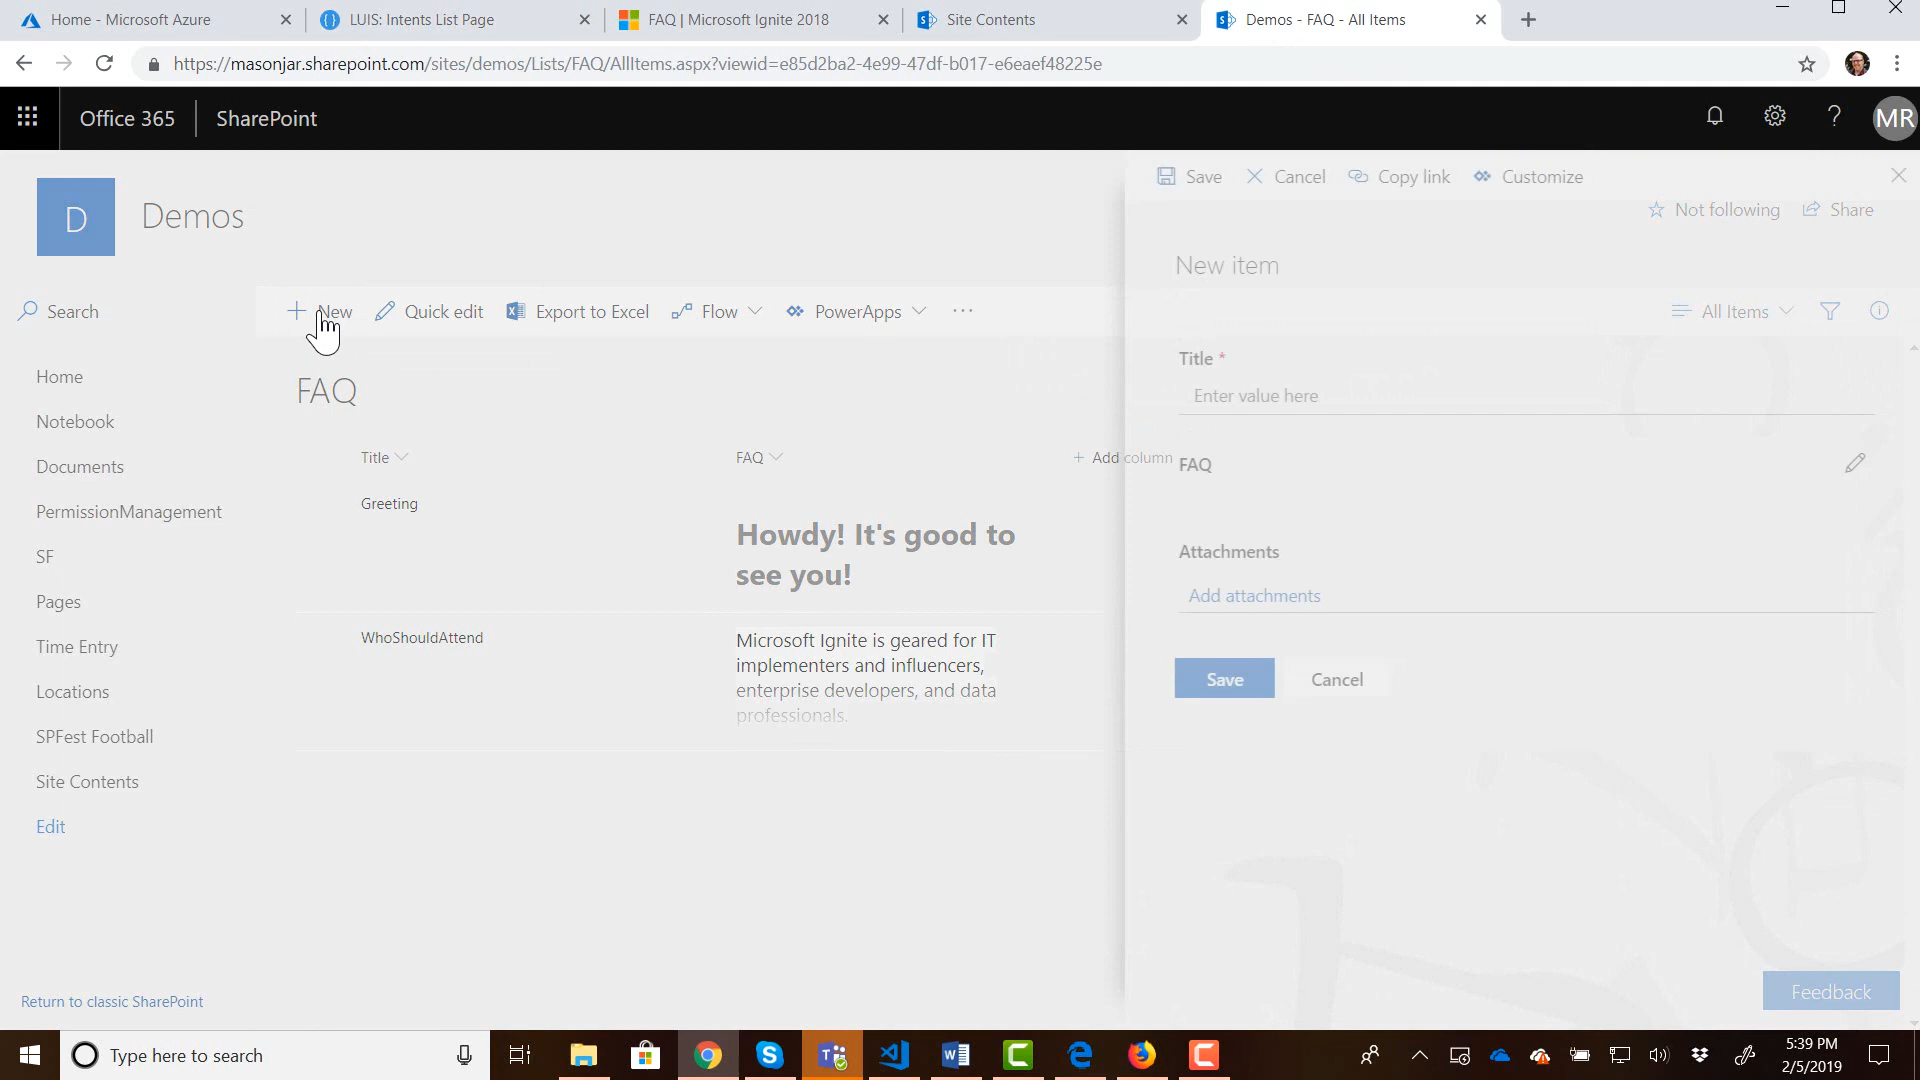 Home - Microsoft Azure
LUIS: Intents List Page
FAQ | Microsoft Ignite 2018
Site Contents
Demos - FAQ - All Items
https://masonjar.sharepoint.com/sites/demos/Lists/FAQ/AllItems.aspx?viewid=e85d2ba2-4e99-47df-b017-e6eaef48225e
Office 365
SharePoint
MR
D
Demos
Save
Cancel
Copy link
Customize
Not following
Share
New item
Search
New
Quick edit
Export to Excel
Flow
PowerApps
All Items
Home
Notebook
Documents
PermissionManagement
SF
Pages
Time Entry
Locations
SPFest Football
Site Contents
Edit
Return to classic SharePoint
FAQ
Title
FAQ
Add column
Greeting
Howdy! It's good to
see you!
WhoShouldAttend
Microsoft Ignite is geared for IT
implementers and influencers,
enterprise developers, and data
professionals.
Title *
Enter value here
FAQ
Attachments
Add attachments
Save
Cancel
Feedback
Type here to search
5:39 PM
2/5/2019